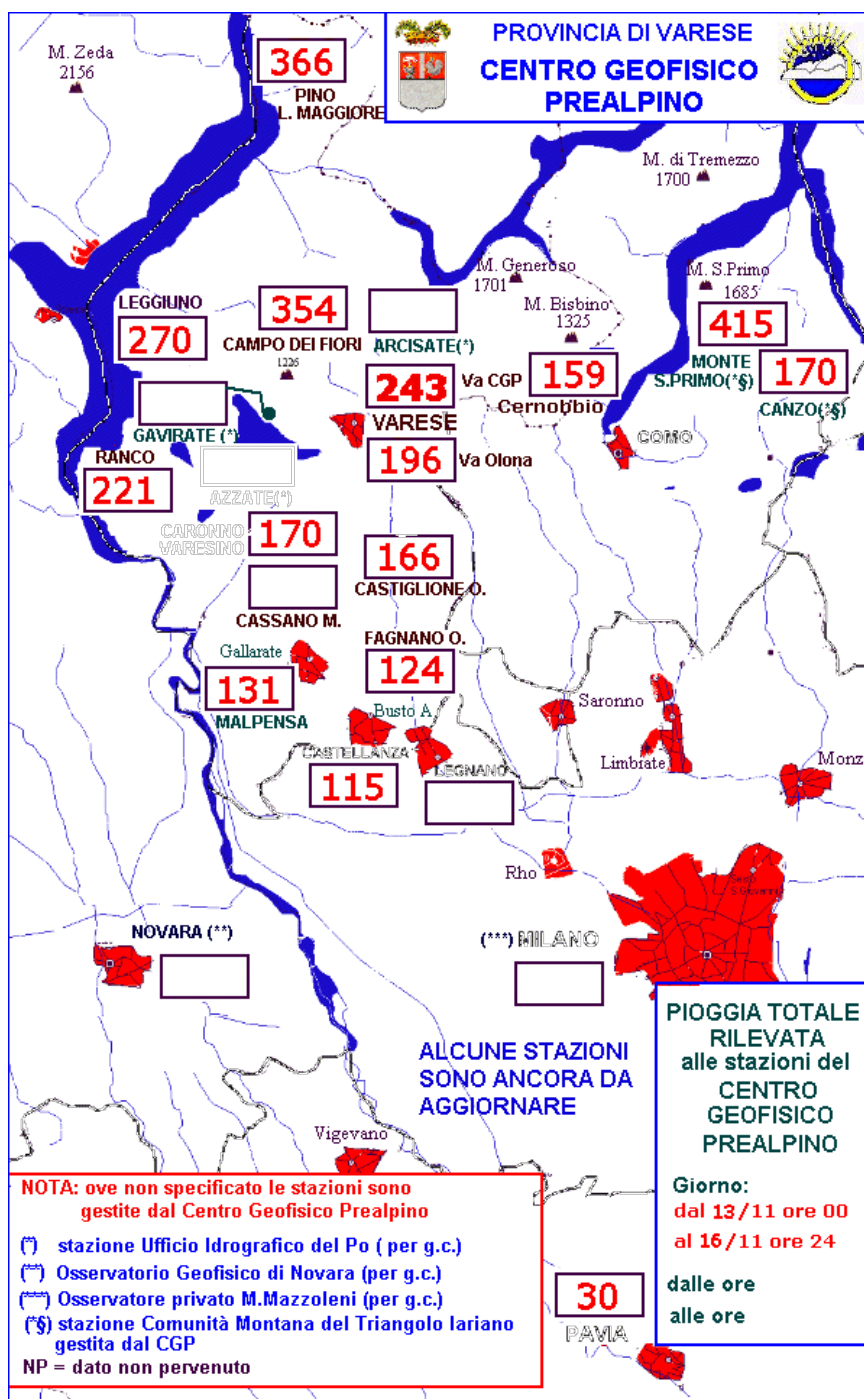 PROVINCIA DI VARESE
CENTRO GEOFISICO
PREALPINO
M. Zeda
2156
366
PINO
L. MAGGIORE
M. di Tremezzo
1700
M. Generoso
1701
M. S.Primo
1685
M. Bisbino
1325
LEGGIUNO
270
354
CAMPO DEI FIORI
1226
ARCISATE(*)
415
MONTE
S.PRIMO(*§)
170
CANZO(*§)
243
Va CGP
VARESE
159
Cernobbio
GAVIRATE (*)
196
Va Olona
COMO
RANCO
221
AZZATE(*)
CARONNO
VARESINO
170
166
CASTIGLIONE O.
CASSANO M.
FAGNANO O.
124
Gallarate
131
MALPENSA
Busto A
Saronno
CASTELLANZA
115
LEGNANO
Limbiate
Monz
Rho
Sesto
S.Giovanni
NOVARA (**)
(***) MILANO
ALCUNE STAZIONI
SONO ANCORA DA
AGGIORNARE
PIOGGIA TOTALE
RILEVATA
alle stazioni del
CENTRO
GEOFISICO
PREALPINO
Giorno:
dal 13/11 ore 00
al 16/11 ore 24
dalle ore
alle ore
Vigevano
NOTA: ove non specificato le stazioni sono
gestite dal Centro Geofisico Prealpino
(*) stazione Ufficio Idrografico del Po ( per g.c.)
(**) Osservatorio Geofisico di Novara (per g.c.)
(***) Osservatore privato M.Mazzoleni (per g.c.)
(*§) stazione Comunità Montana del Triangolo lariano
gestita dal CGP
NP = dato non pervenuto
30
PAVIA